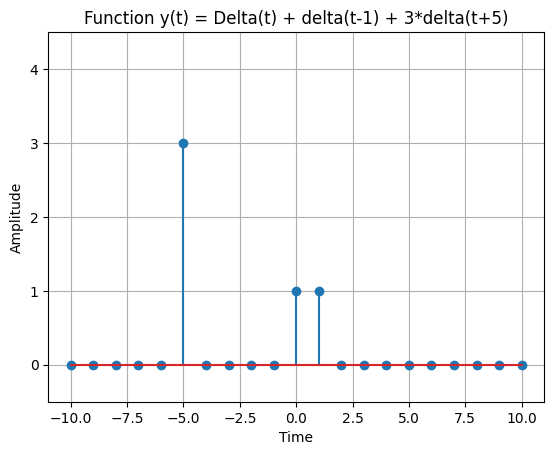 Function y(t) = Delta(t) + delta(t-1) + 3*delta(t+5)
4
3
2
1
0
Amplitude
−10.0 −7.5 −5.0 −2.5 0.0 2.5 5.0 7.5 10.0
Time